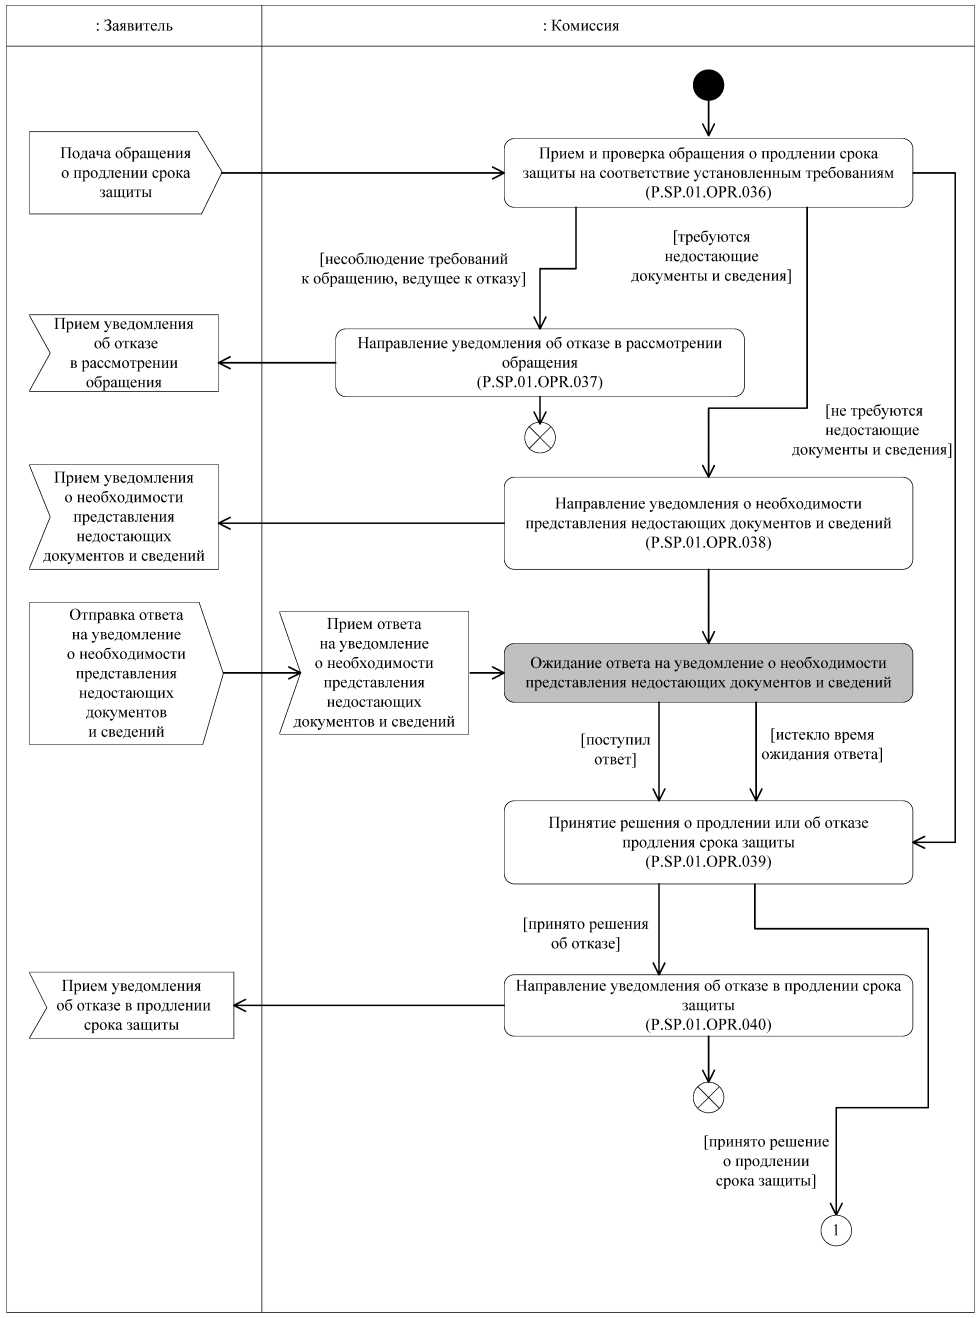 : Заявитель
: Комиссия
Подача обращения
о продлении срока
защиты
Прием и проверка обращения о продлении срока
защиты на соответствие установленным требованиям
(P.SP.01.OPR.036)
[несоблюдение требований
к обращению, ведущее к отказу]
[требуются
недостающие
документы и сведения]
Прием уведомления
об отказе
в рассмотрении
обращения
Направление уведомления об отказе в рассмотрении
обращения
(P.SP.01.OPR.037)
[не требуются
недостающие
документы и сведения]
Прием уведомления
о необходимости
представления
недостающих
документов и сведений
Направление уведомления о необходимости
представления недостающих документов и сведений
(P.SP.01.OPR.038)
Отправка ответа
на уведомление
о необходимости
представления
недостающих
документов
и сведений
Прием ответа
на уведомление
о необходимости
представления
недостающих
документов и сведений
Ожидание ответа на уведомление о необходимости
представления недостающих документов и сведений
[поступил
ответ]
[истекло время
ожидания ответа]
Принятие решения о продлении или об отказе
продления срока защиты
(P.SP.01.OPR.039)
[принято решения
об отказе]
Прием уведомления
об отказе в продлении
срока защиты
Направление уведомления об отказе в продлении срока
защиты
(P.SP.01.OPR.040)
[принято решение
о продлении
срока защиты]
1